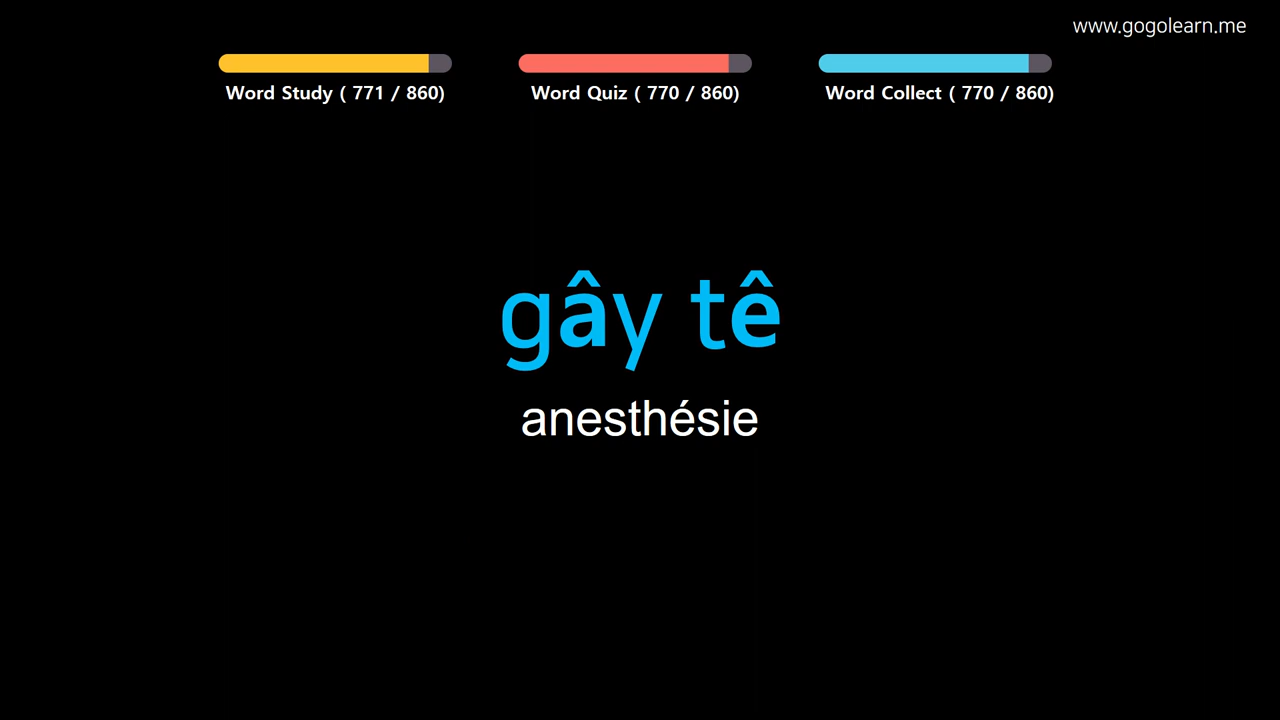 www.gogolearn.me
Word Study ( 771 / 860)
Word Quiz ( 770 / 860)
Word Collect ( 770 / 860)
gây tê
anesthésie